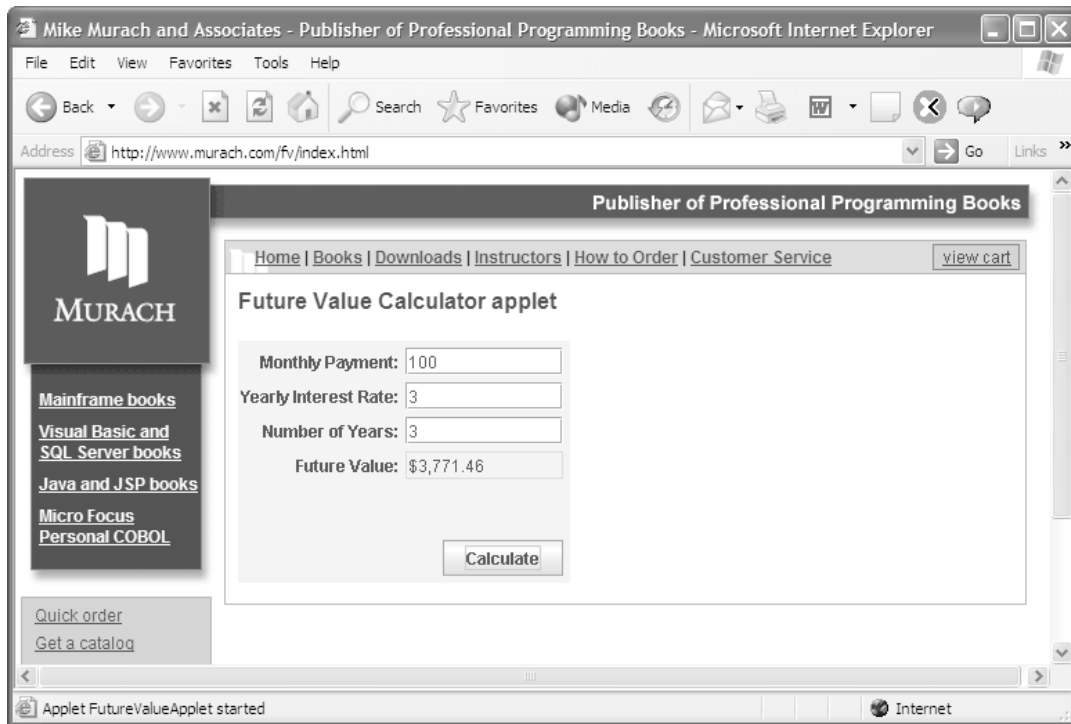 Mike Murach and Associates - Publisher of Professional Programming Books - Microsoft Internet Explorer
File Edit View Favorites Tools Help
Back Search Favorites Media
Address http://www.murach.com/fv/index.html Go Links »
Publisher of Professional Programming Books
MURACH
Home | Books | Downloads | Instructors | How to Order | Customer Service view cart
Future Value Calculator applet
Monthly Payment: 100
Yearly Interest Rate: 3
Number of Years: 3
Future Value: $3,771.46
Calculate
Mainframe books
Visual Basic and
SQL Server books
Java and JSP books
Micro Focus
Personal COBOL
Quick order
Get a catalog
Applet FutureValueApplet started Internet